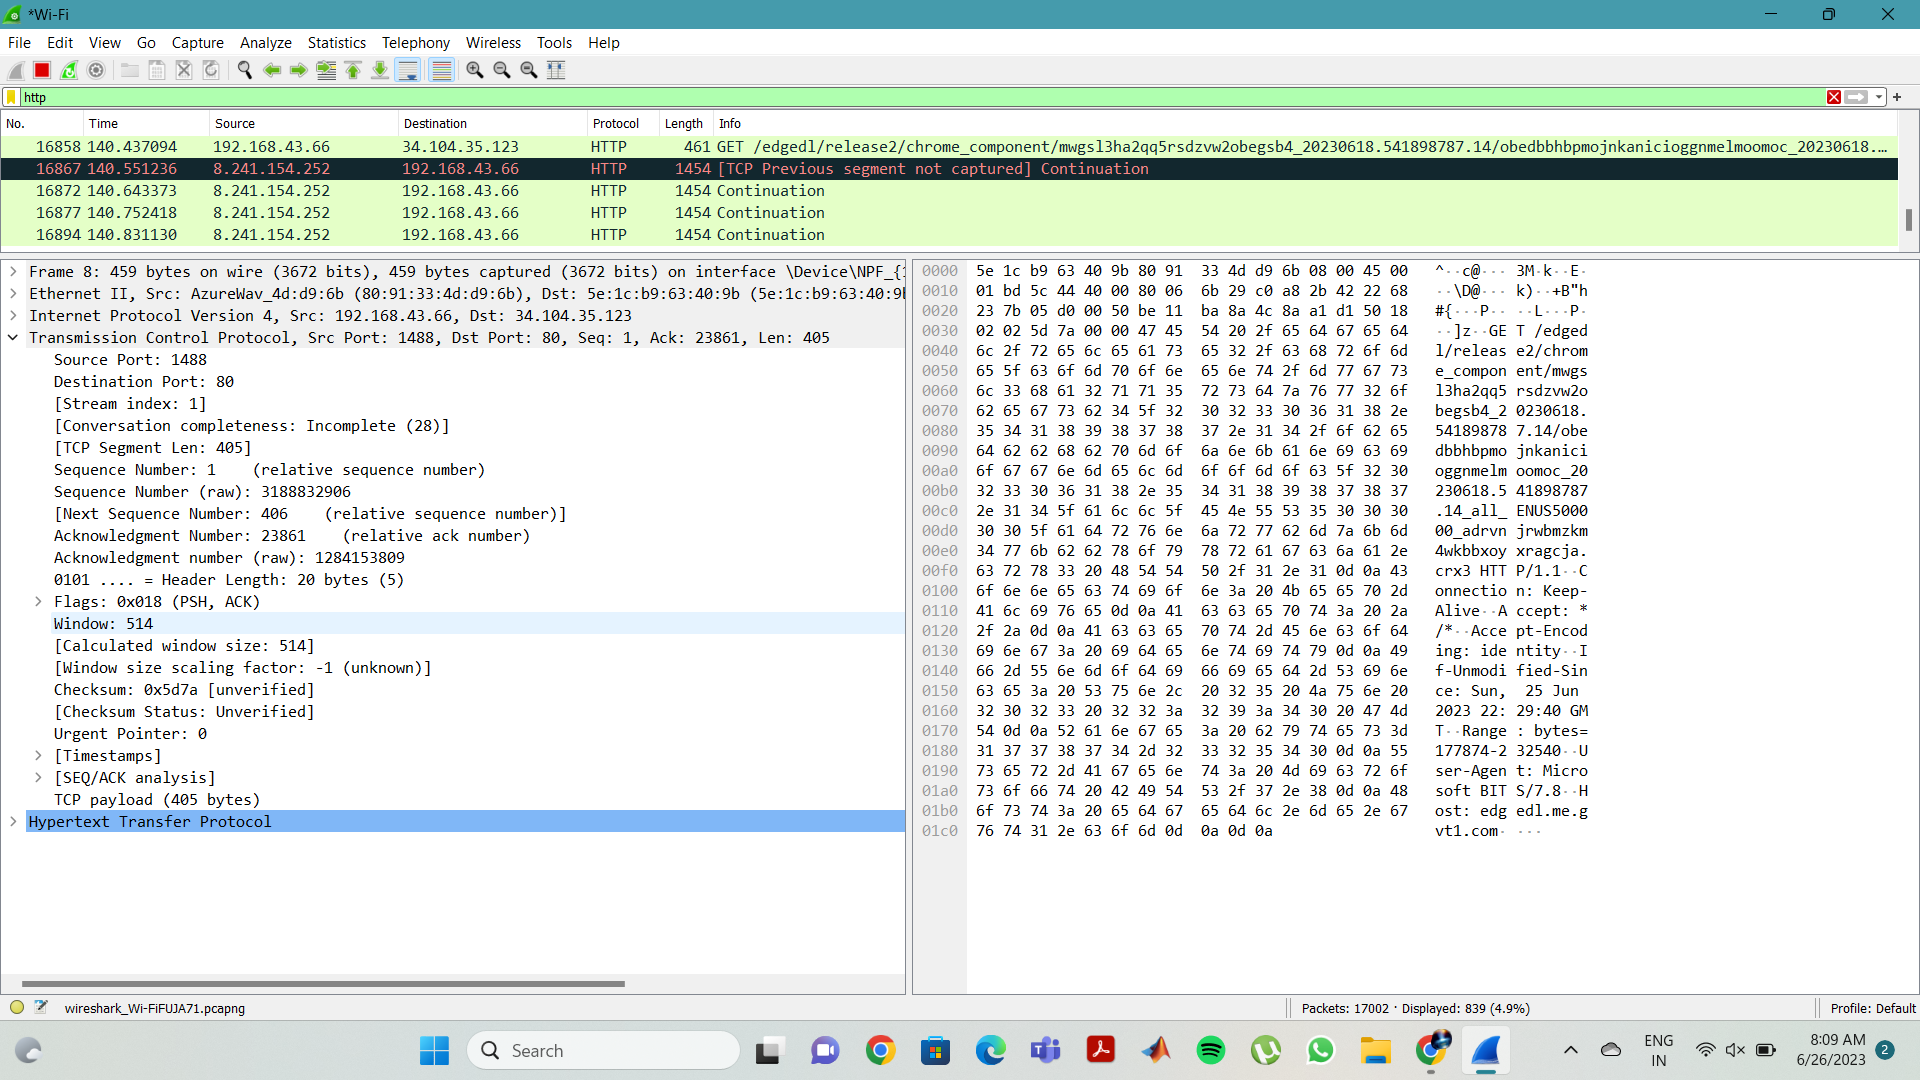 *Wi-Fi
File Edit View Go Capture Analyze Statistics Telephony Wireless Tools Help
http
No. Time Source Destination Protocol Length Info
16858 140.437094 192.168.43.66 34.104.35.123 HTTP 461 GET /edgedl/release2/chrome_component/mwgsl3ha2qq5rsdzvw2obegsb4_20230618.541898787.14/obedbbhbpmojnkanicioggnmelmoomoc_20230618.…
16867 140.551236 8.241.154.252 192.168.43.66 HTTP 1454 [TCP Previous segment not captured] Continuation
16872 140.643373 8.241.154.252 192.168.43.66 HTTP 1454 Continuation
16877 140.752418 8.241.154.252 192.168.43.66 HTTP 1454 Continuation
16894 140.831130 8.241.154.252 192.168.43.66 HTTP 1454 Continuation
Frame 8: 459 bytes on wire (3672 bits), 459 bytes captured (3672 bits) on interface \Device\NPF_{
Ethernet II, Src: AzureWav_4d:d9:6b (80:91:33:4d:d9:6b), Dst: 5e:1c:b9:63:40:9b (5e:1c:b9:63:40:9b
Internet Protocol Version 4, Src: 192.168.43.66, Dst: 34.104.35.123
Transmission Control Protocol, Src Port: 1488, Dst Port: 80, Seq: 1, Ack: 23861, Len: 405
Source Port: 1488
Destination Port: 80
[Stream index: 1]
[Conversation completeness: Incomplete (28)]
[TCP Segment Len: 405]
Sequence Number: 1 (relative sequence number)
Sequence Number (raw): 3188832906
[Next Sequence Number: 406 (relative sequence number)]
Acknowledgment Number: 23861 (relative ack number)
Acknowledgment number (raw): 1284153809
0101 .... = Header Length: 20 bytes (5)
Flags: 0x018 (PSH, ACK)
Window: 514
[Calculated window size: 514]
[Window size scaling factor: -1 (unknown)]
Checksum: 0x5d7a [unverified]
[Checksum Status: Unverified]
Urgent Pointer: 0
[Timestamps]
[SEQ/ACK analysis]
TCP payload (405 bytes)
Hypertext Transfer Protocol
0000 5e 1c b9 63 40 9b 80 91 33 4d d9 6b 08 00 45 00 ^··c@··· 3M·k··E·
0010 01 bd 5c 44 40 00 80 06 6b 29 c0 a8 2b 42 22 68 ··\D@··· k)··+B"h
0020 23 7b 05 d0 00 50 be 11 ba 8a 4c 8a a1 d1 50 18 #{···P·· ··L···P·
0030 02 02 5d 7a 00 00 47 45 54 20 2f 65 64 67 65 64 ··]z··GE T /edged
0040 6c 2f 72 65 6c 65 61 73 65 32 2f 63 68 72 6f 6d l/releas e2/chrom
0050 65 5f 63 6f 6d 70 6f 6e 65 6e 74 2f 6d 77 67 73 e_compon ent/mwgs
0060 6c 33 68 61 32 71 71 35 72 73 64 7a 76 77 32 6f l3ha2qq5 rsdzvw2o
0070 62 65 67 73 62 34 5f 32 30 32 33 30 36 31 38 2e begsb4_2 0230618.
0080 35 34 31 38 39 38 37 38 37 2e 31 34 2f 6f 62 65 54189878 7.14/obe
0090 64 62 62 68 62 70 6d 6f 6a 6e 6b 61 6e 69 63 69 dbbhbpmo jnkanici
00a0 6f 67 67 6e 6d 65 6c 6d 6f 6f 6d 6f 63 5f 32 30 oggnmelm oomoc_20
00b0 32 33 30 36 31 38 2e 35 34 31 38 39 38 37 38 37 230618.5 41898787
00c0 2e 31 34 5f 61 6c 6c 5f 45 4e 55 53 35 30 30 30 .14_all_ ENUS5000
00d0 30 30 5f 61 64 72 76 6e 6a 72 77 62 6d 7a 6b 6d 00_adrvn jrwbmzkm
00e0 34 77 6b 62 62 78 6f 79 78 72 61 67 63 6a 61 2e 4wkbbxoy xragcja.
00f0 63 72 78 33 20 48 54 54 50 2f 31 2e 31 0d 0a 43 crx3 HTT P/1.1··C
0100 6f 6e 6e 65 63 74 69 6f 6e 3a 20 4b 65 65 70 2d onnectio n: Keep-
0110 41 6c 69 76 65 0d 0a 41 63 63 65 70 74 3a 20 2a Alive··A ccept: *
0120 2f 2a 0d 0a 41 63 63 65 70 74 2d 45 6e 63 6f 64 /*··Acce pt-Encod
0130 69 6e 67 3a 20 69 64 65 6e 74 69 74 79 0d 0a 49 ing: ide ntity··I
0140 66 2d 55 6e 6d 6f 64 69 66 69 65 64 2d 53 69 6e f-Unmodi fied-Sin
0150 63 65 3a 20 53 75 6e 2c 20 32 35 20 4a 75 6e 20 ce: Sun,  25 Jun
0160 32 30 32 33 20 32 32 3a 32 39 3a 34 30 20 47 4d 2023 22: 29:40 GM
0170 54 0d 0a 52 61 6e 67 65 3a 20 62 79 74 65 73 3d T··Range : bytes=
0180 31 37 37 38 37 34 2d 32 33 32 35 34 30 0d 0a 55 177874-2 32540··U
0190 73 65 72 2d 41 67 65 6e 74 3a 20 4d 69 63 72 6f ser-Agen t: Micro
01a0 73 6f 66 74 20 42 49 54 53 2f 37 2e 38 0d 0a 48 soft BIT S/7.8··H
01b0 6f 73 74 3a 20 65 64 67 65 64 6c 2e 6d 65 2e 67 ost: edg edl.me.g
01c0 76 74 31 2e 63 6f 6d 0d 0a 0d 0a vt1.com· ···
wireshark_Wi-FiFUJA71.pcapng Packets: 17002 · Displayed: 839 (4.9%) Profile: Default
Search
ENG
IN
8:09 AM
6/26/2023
2